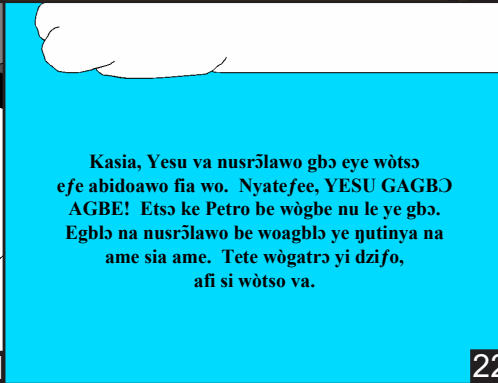 Kasia, Yesu va nusrɔ̃lawo gbɔ eye wòtsɔ
eƒe abidoawo fia wo. Nyateƒee, YESU GAGBƆ
AGBE! Etsɔ ke Petro be wògbe nu le ye gbɔ.
Egblɔ na nusrɔ̃lawo be woagblɔ ye ŋutinya na
ame sia ame. Tete wògatrɔ yi dziƒo,
afi si wòtso va.